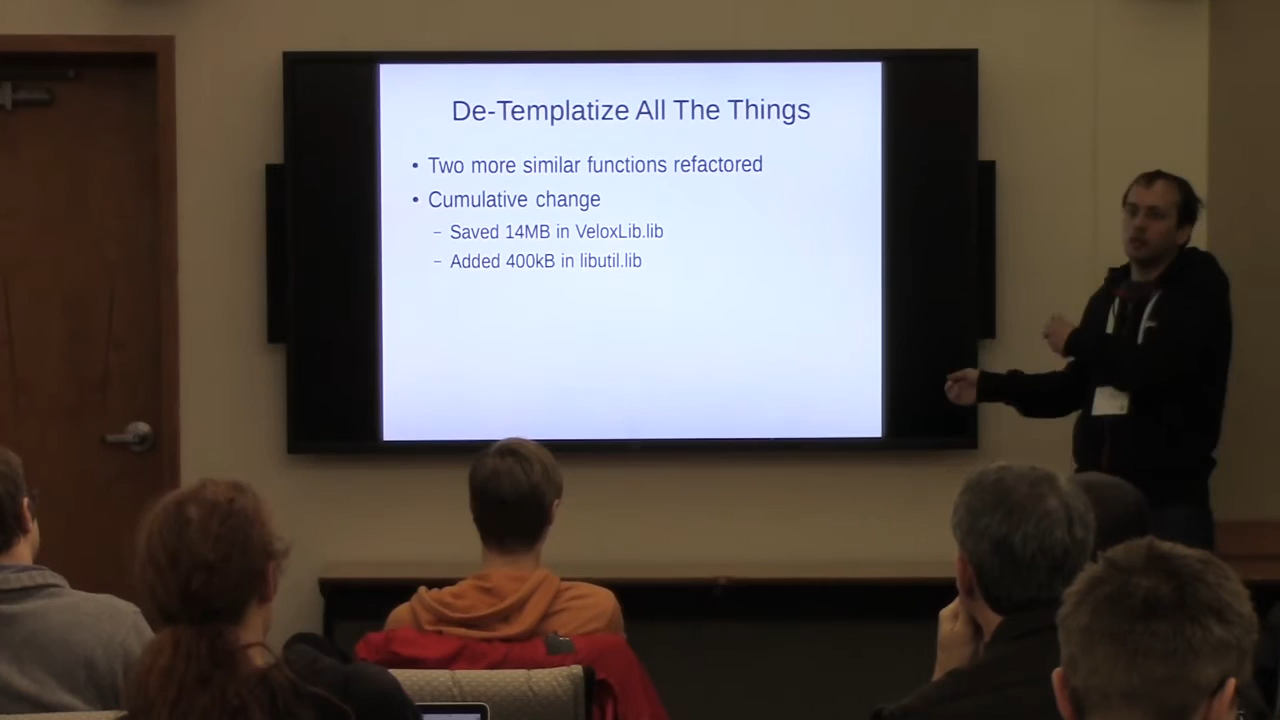 De-Templatize All The Things
• Two more similar functions refactored
• Cumulative change
– Saved 14MB in VeloxLib.lib
– Added 400kB in libutil.lib